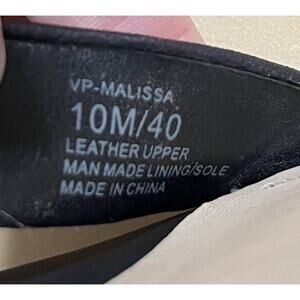 VP-MALISSA
10M/40
LEATHER UPPER
MAN MADE LINING/SOLE
MADE IN CHINA